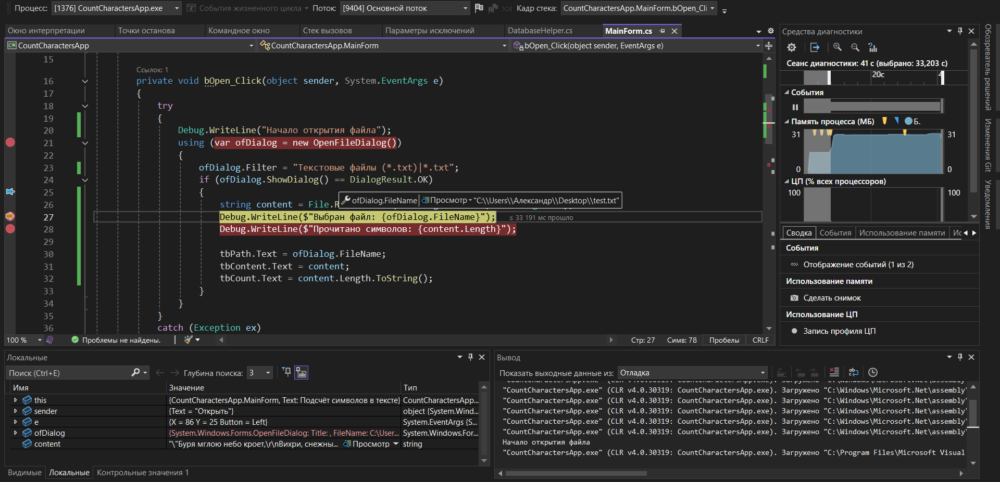 Процесс: [1376] CountCharactersApp.exe События жизненного цикла Поток: [9404] Основной поток Кадр стека: CountCharactersApp.MainForm.bOpen_Cli
Окно интерпретации Точки останова Командное окно Стек вызовов Параметры исключений DatabaseHelper.cs MainForm.cs
C# CountCharactersApp CountCharactersApp.MainForm bOpen_Click(object sender, EventArgs e)
15
Ссылок: 1
16 private void bOpen_Click(object sender, System.EventArgs e)
17 {
18 try
19 {
20 Debug.WriteLine("Начало открытия файла");
21 using (var ofDialog = new OpenFileDialog())
22 {
23 ofDialog.Filter = "Текстовые файлы (*.txt)|*.txt";
24 if (ofDialog.ShowDialog() == DialogResult.OK)
25 {
ofDialog.FileName Просмотр "C:\\Users\\Александр\\Desktop\\test.txt"
26 string content = File.R
27 Debug.WriteLine($"Выбран файл: {ofDialog.FileName}"); ≤ 33 191 мс прошло
28 Debug.WriteLine($"Прочитано символов: {content.Length}");
29
30 tbPath.Text = ofDialog.FileName;
31 tbContent.Text = content;
32 tbCount.Text = content.Length.ToString();
33 }
34 }
35 }
36 catch (Exception ex)
100 % Проблемы не найдены. Стр: 27 Симв: 78 Пробелы CRLF
Средства диагностики
Сеанс диагностики: 41 с (выбрано: 33,203 с)
20с 4
События
Память процесса (МБ) Б..
31 31
0 0
ЦП (% всех процессоров)
100 100
Сводка События Использование памяти Ис
События
Отображение событий (1 из 2)
Использование памяти
Сделать снимок
Использование ЦП
Запись профиля ЦП
Обозреватель решений
Изменения Git
Уведомления
Локальные
Поиск (Ctrl+E) Глубина поиска: 3
Имя Значение Тип
this {CountCharactersApp.MainForm, Text: Подсчёт символов в тексте} CountCharactersApp...
sender {Text = "Открыть"} object {System.Wind...
e {X = 86 Y = 25 Button = Left} System.EventArgs {S...
ofDialog {System.Windows.Forms.OpenFileDialog: Title: , FileName: C:\User... System.Windows.For...
content "\"Буря мглою небо кроет,\r\nВихри, снежны... Просмотр string
Видимые Локальные Контрольные значения 1
Вывод
Показать выходные данные из: Отладка
"CountCharactersApp.exe" (CLR v4.0.30319: CountCharactersApp.exe). Загружено "C:\Windows\Microsoft.Net\assembly\
"CountCharactersApp.exe" (CLR v4.0.30319: CountCharactersApp.exe). Загружено "C:\Windows\Microsoft.Net\assembly\
"CountCharactersApp.exe" (CLR v4.0.30319: CountCharactersApp.exe). Загружено "C:\Windows\Microsoft.Net\assembly\
"CountCharactersApp.exe" (CLR v4.0.30319: CountCharactersApp.exe). Загружено "C:\Windows\Microsoft.Net\assembly\
"CountCharactersApp.exe" (CLR v4.0.30319: CountCharactersApp.exe). Загружено "C:\Windows\Microsoft.Net\assembly\
"CountCharactersApp.exe" (CLR v4.0.30319: CountCharactersApp.exe). Загружено "C:\Windows\Microsoft.Net\assembly\
Начало открытия файла
"CountCharactersApp.exe" (CLR v4.0.30319: CountCharactersApp.exe). Загружено "C:\Program Files\Microsoft Visual